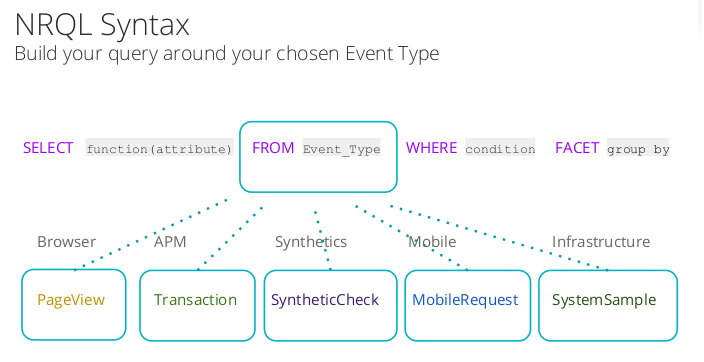 NRQL Syntax
Build your query around your chosen Event Type
SELECT function(attribute) FROM Event_Type WHERE condition FACET group by
Browser APM Synthetics Mobile Infrastructure
PageView Transaction SyntheticCheck MobileRequest SystemSample